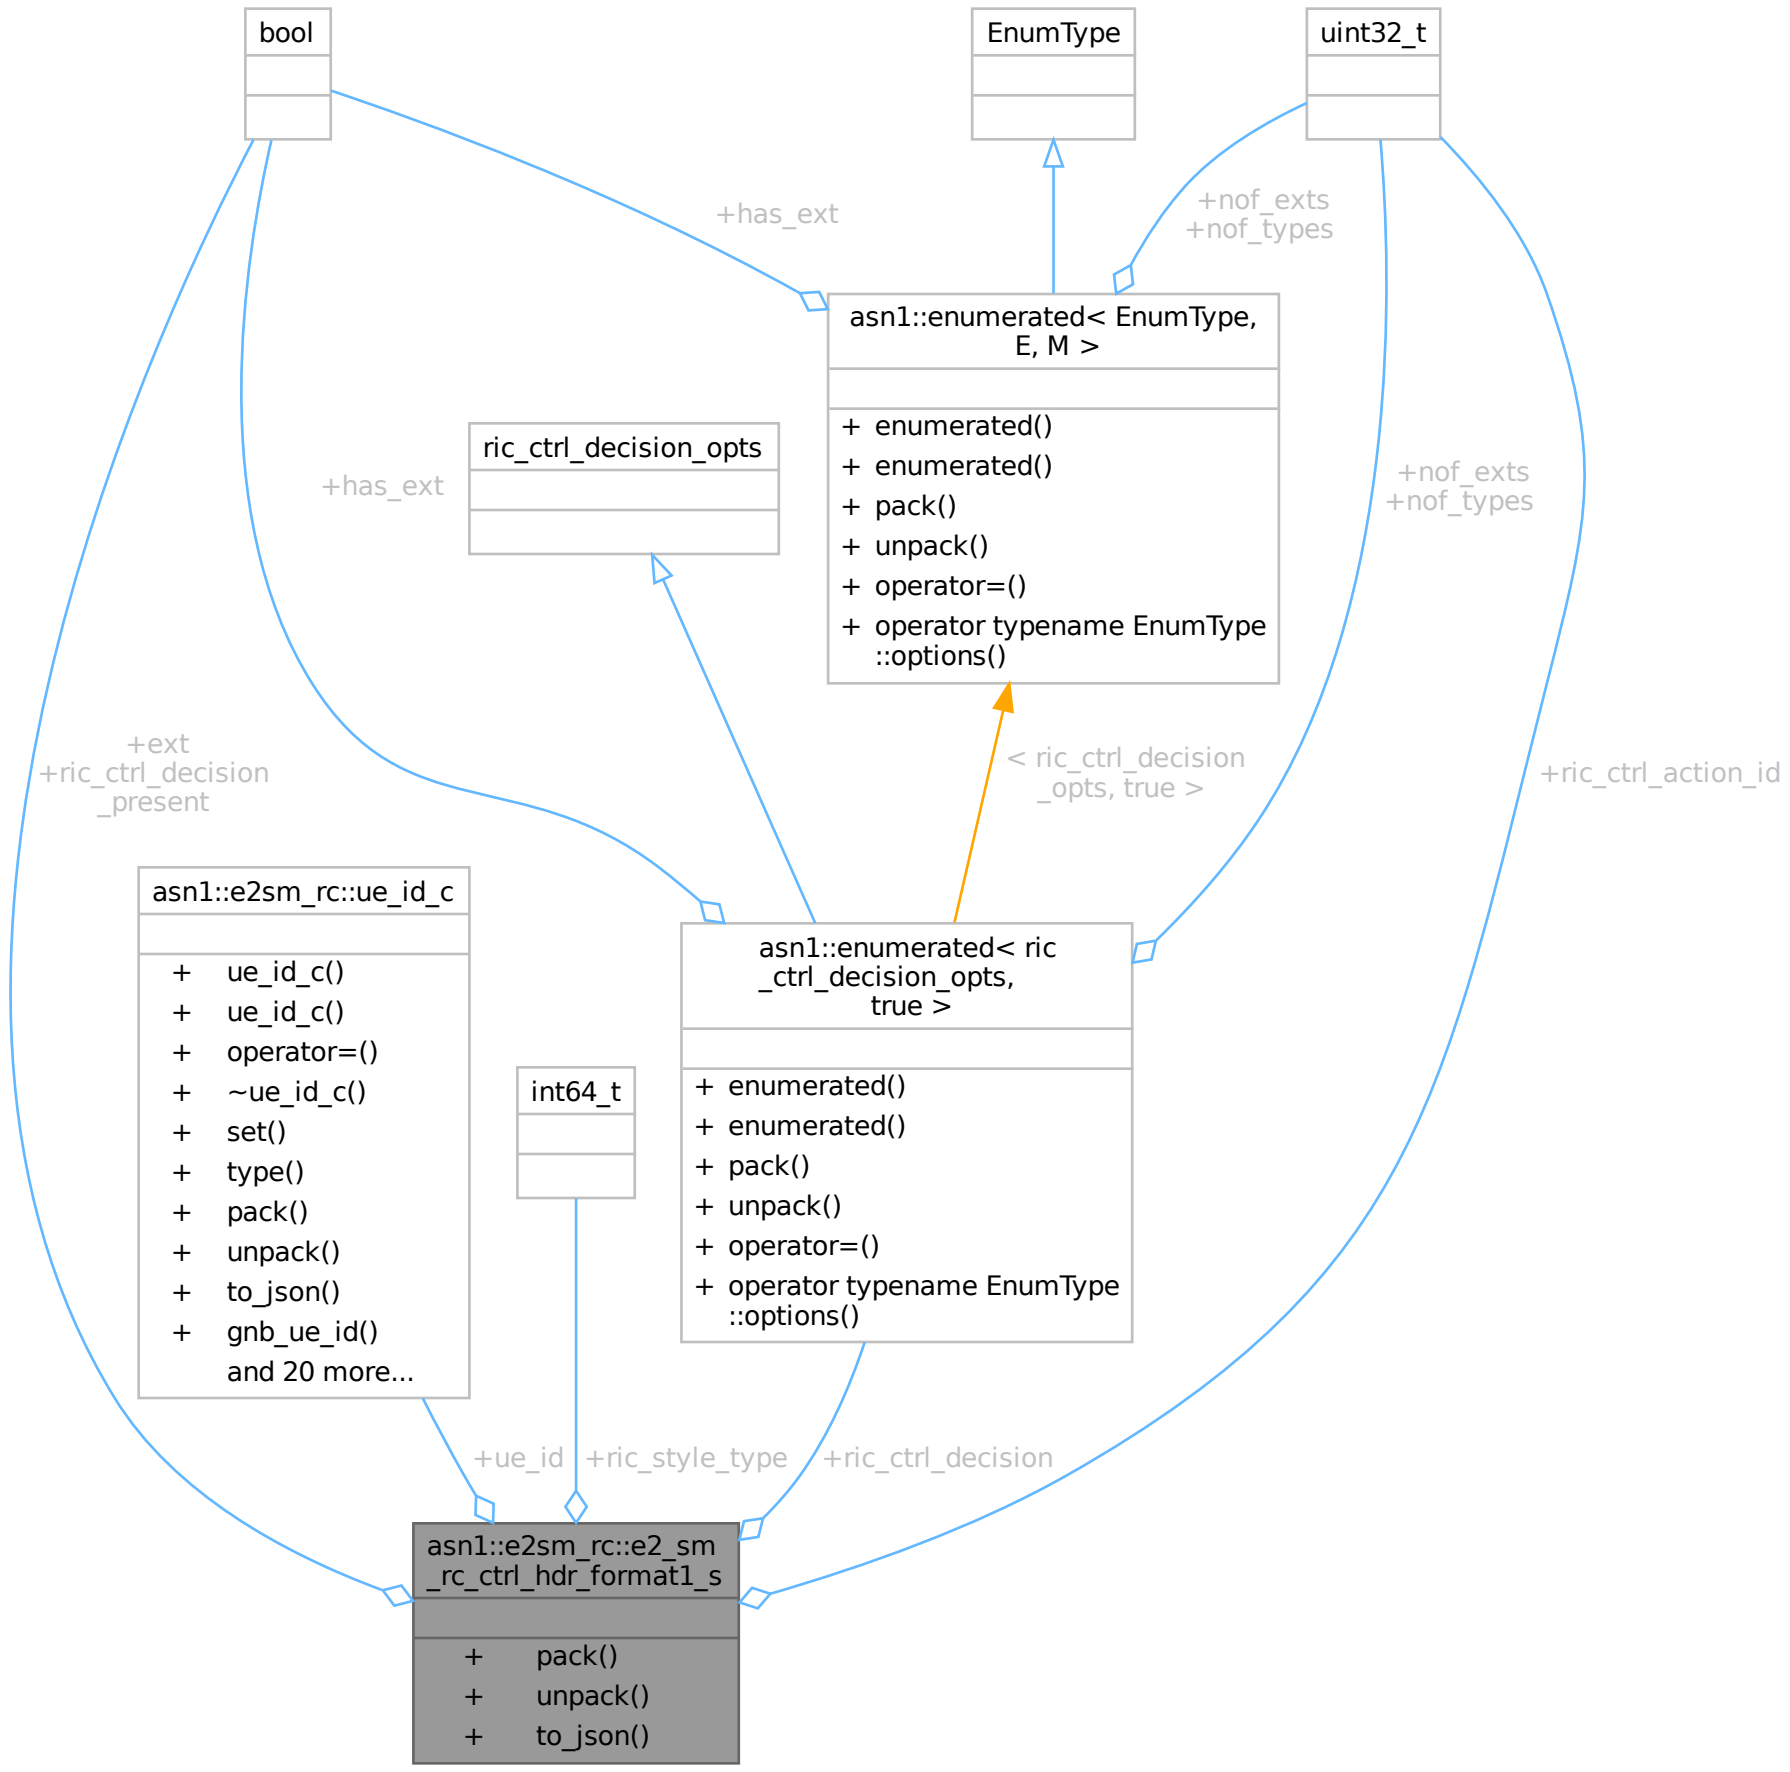 bool
EnumType
uint32_t
+has_ext
+nof_exts
+nof_types
asn1::enumerated< EnumType,
E, M >
+ enumerated()
+ enumerated()
+ pack()
+ unpack()
+ operator=()
+ operator typename EnumType
::options()
ric_ctrl_decision_opts
+has_ext
+nof_exts
+nof_types
+ext
+ric_ctrl_decision
_present
< ric_ctrl_decision
_opts, true >
+ric_ctrl_action_id
asn1::e2sm_rc::ue_id_c
+ ue_id_c()
+ ue_id_c()
+ operator=()
+ ~ue_id_c()
+ set()
+ type()
+ pack()
+ unpack()
+ to_json()
+ gnb_ue_id()
and 20 more...
int64_t
asn1::enumerated< ric
_ctrl_decision_opts,
true >
+ enumerated()
+ enumerated()
+ pack()
+ unpack()
+ operator=()
+ operator typename EnumType
::options()
+ue_id
+ric_style_type
+ric_ctrl_decision
asn1::e2sm_rc::e2_sm
_rc_ctrl_hdr_format1_s
+ pack()
+ unpack()
+ to_json()